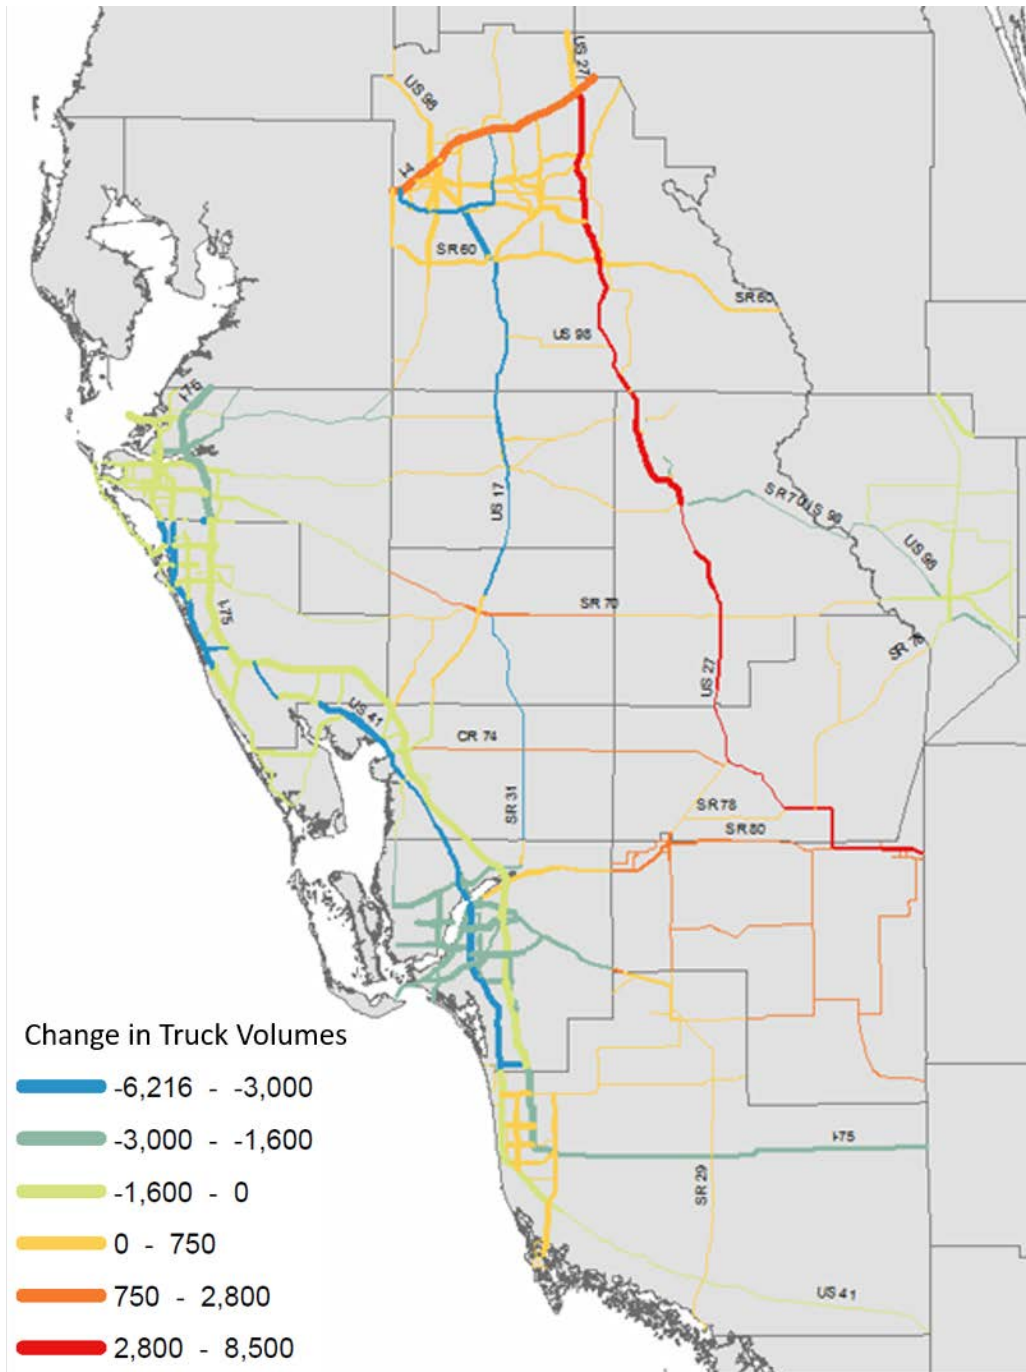 US 27
US 98
I-4
SR 60
SR 60
US 98
I-75
US 17
SR 70
US 98
US 98
I-75
SR 70
SR 78
US 27
US 41
CR 74
SR 31
SR 78
SR 80
I-75
SR 29
US 41
Change in Truck Volumes
-6,216 - -3,000
-3,000 - -1,600
-1,600 - 0
0 - 750
750 - 2,800
2,800 - 8,500